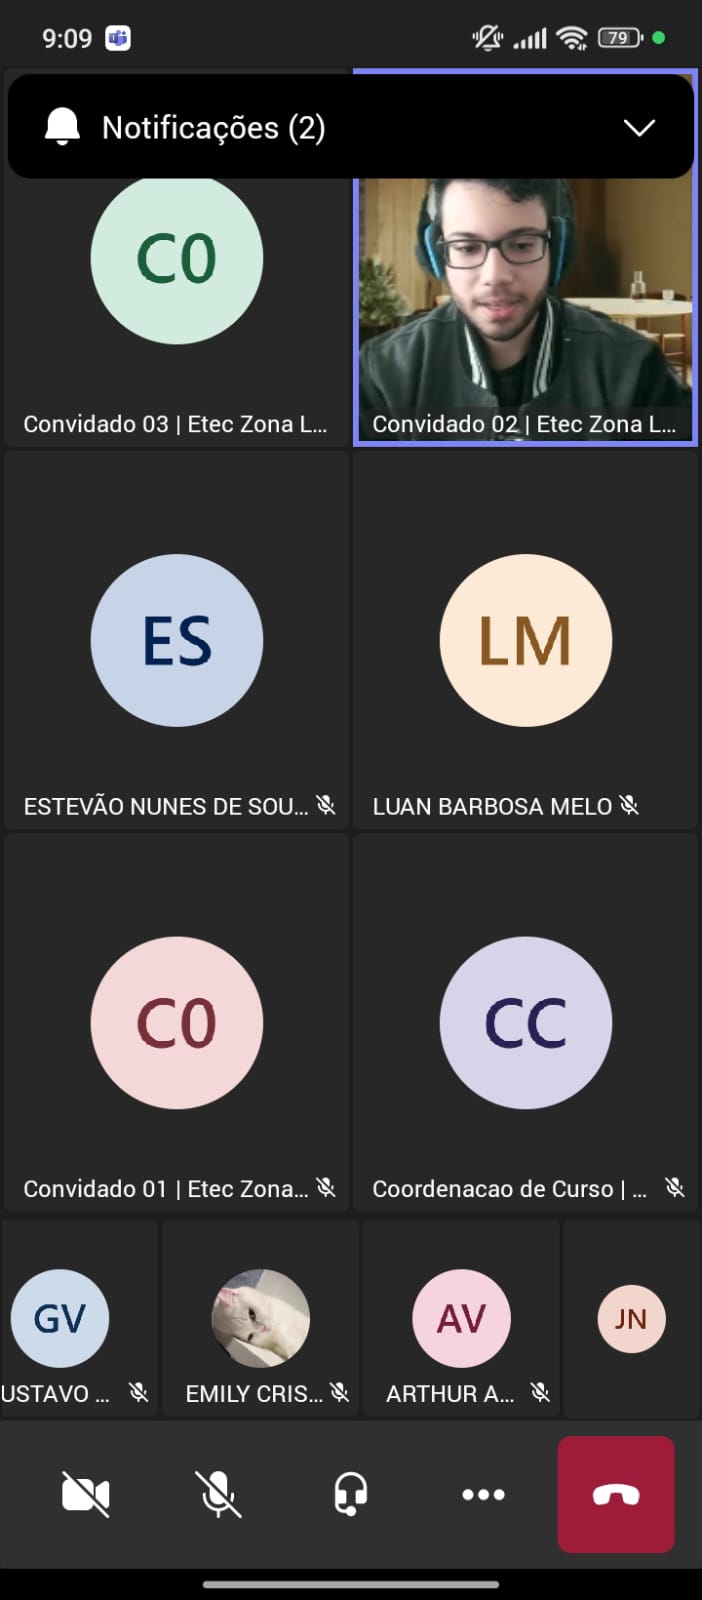 9:09
79
Notificações (2)
C0
Convidado 03 | Etec Zona L...
Convidado 02 | Etec Zona L...
ES
LM
ESTEVÃO NUNES DE SOU...
LUAN BARBOSA MELO
C0
CC
Convidado 01 | Etec Zona...
Coordenacao de Curso | ...
GV
AV
JN
USTAVO ...
EMILY CRIS...
ARTHUR A...